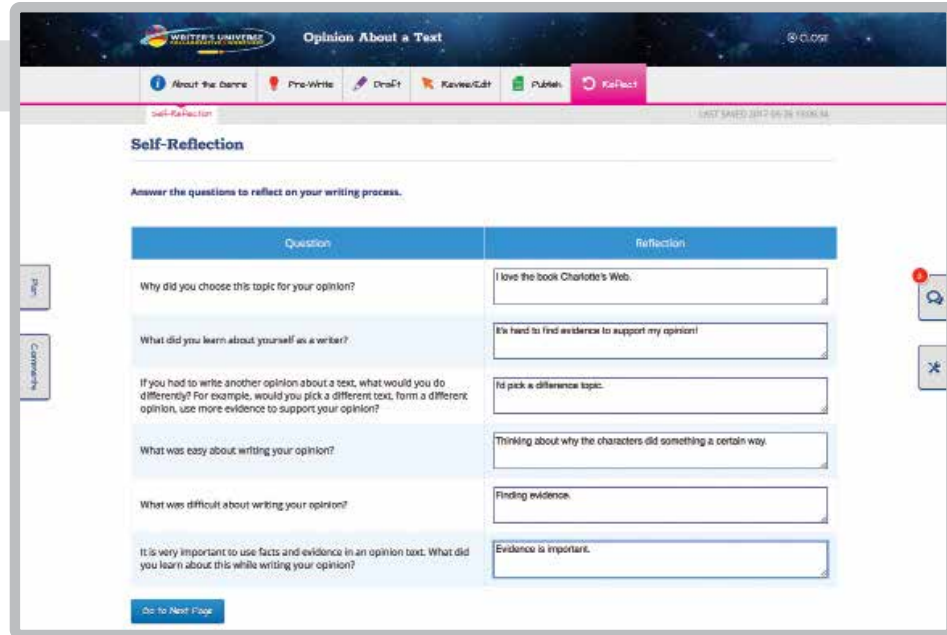 WRITER'S UNIVERSE
Opinion About a Text
CLOSE
About the Genre
Pre-Write
Draft
Revise/Edit
Publish
Reflect
Self-Reflection
LAST SAVED 2017
Self-Reflection
Answer the questions to reflect on your writing process.
Question
Reflection
Why did you choose this topic for your opinion?
I love the book Charlotte's Web.
What did you learn about yourself as a writer?
It's hard to find evidence to support my opinion!
If you had to write another opinion about a text, what would you do
differently? For example, would you pick a different text, form a different
opinion, use more evidence to support your opinion?
I'd pick a difference topic.
What was easy about writing your opinion?
Thinking about why the characters did something a certain way.
What was difficult about writing your opinion?
Finding evidence.
It is very important to use facts and evidence in an opinion text. What did
you learn about this while writing your opinion?
Evidence is important.
Plan
Comments
Go to Next Page